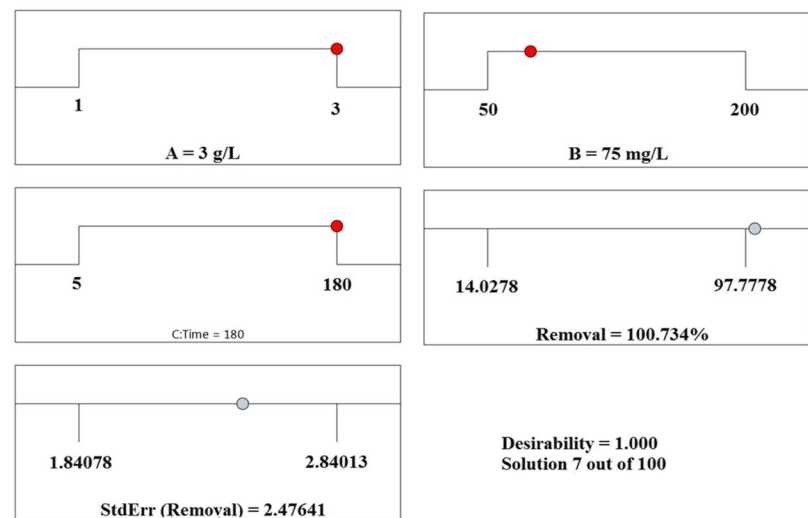 1 3
A = 3 g/L
50 200
B = 75 mg/L
5 180
C:Time = 180
14.0278 97.7778
Removal = 100.734%
1.84078 2.84013
StdErr (Removal) = 2.47641
Desirability = 1.000
Solution 7 out of 100